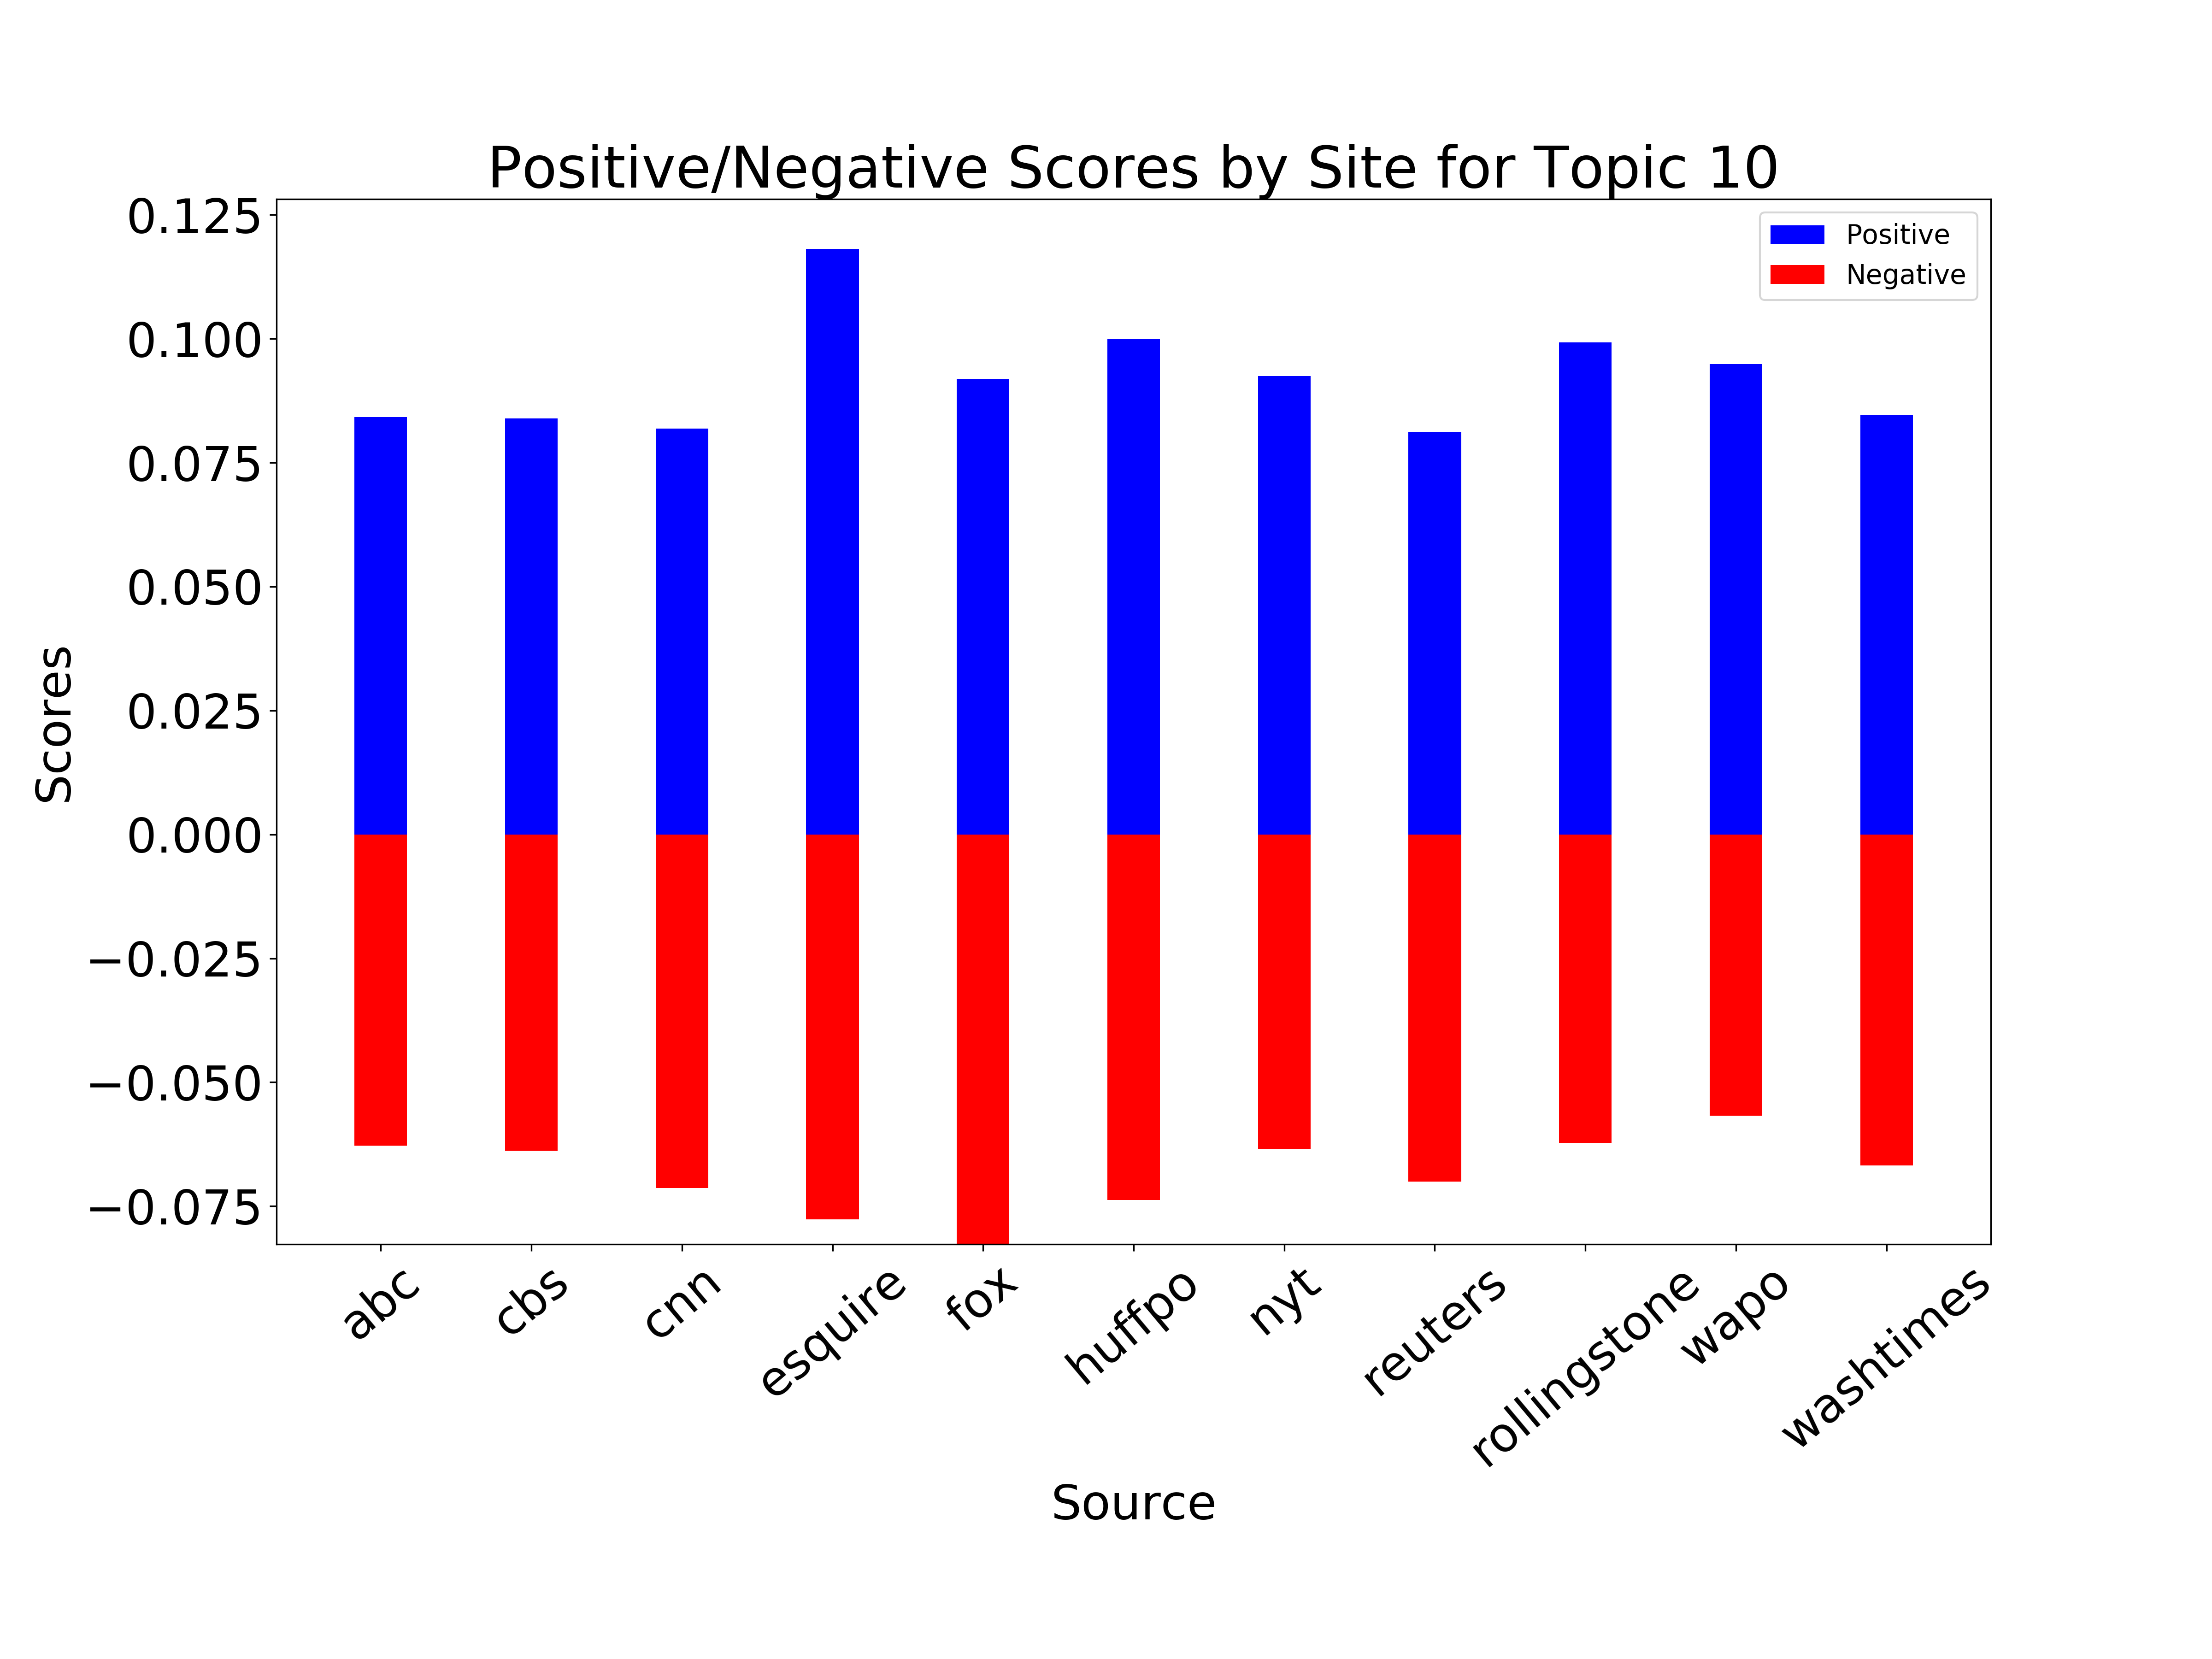 Positive/Negative Scores by Site for Topic 10
Positive
Negative
0.125
0.100
0.075
0.050
0.025
0.000
−0.025
−0.050
−0.075
Scores
abc
cbs
cnn
esquire
fox
huffpo
nyt
reuters
rollingstone
wapo
washtimes
Source